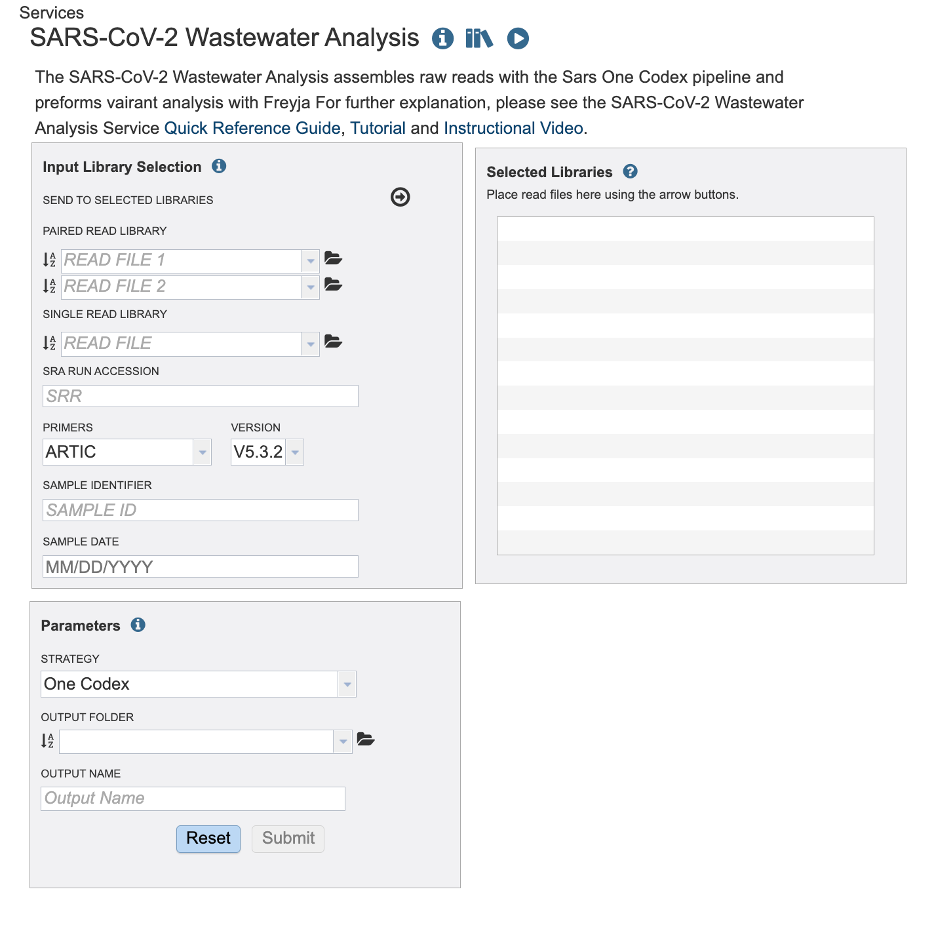 Services
SARS-CoV-2 Wastewater Analysis
The SARS-CoV-2 Wastewater Analysis assembles raw reads with the Sars One Codex pipeline and
preforms vairant analysis with Freyja For further explanation, please see the SARS-CoV-2 Wastewater
Analysis Service Quick Reference Guide, Tutorial and Instructional Video.
Input Library Selection
SEND TO SELECTED LIBRARIES
PAIRED READ LIBRARY
READ FILE 1
READ FILE 2
SINGLE READ LIBRARY
READ FILE
SRA RUN ACCESSION
SRR
PRIMERS VERSION
ARTIC V5.3.2
SAMPLE IDENTIFIER
SAMPLE ID
SAMPLE DATE
MM/DD/YYYY
Selected Libraries
Place read files here using the arrow buttons.
Parameters
STRATEGY
One Codex
OUTPUT FOLDER
OUTPUT NAME
Output Name
Reset Submit